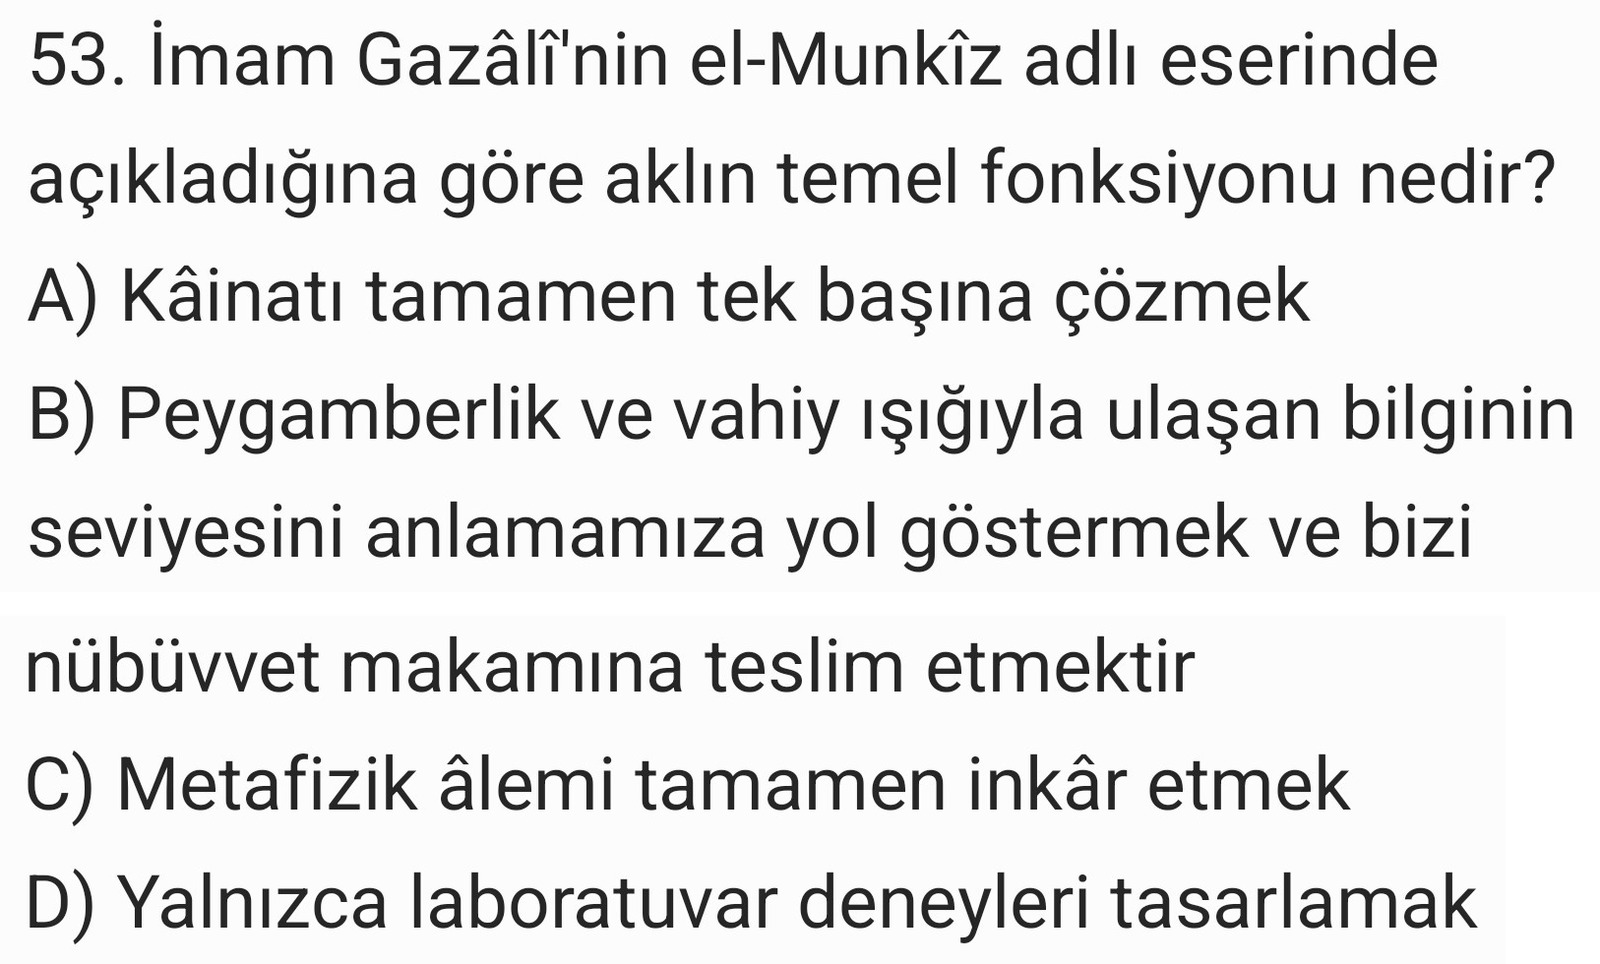 53. İmam Gazâlî'nin el-Munkîz adlı eserinde
açıkladığına göre aklın temel fonksiyonu nedir?
A) Kâinatı tamamen tek başına çözmek
B) Peygamberlik ve vahiy ışığıyla ulaşan bilginin
seviyesini anlamamıza yol göstermek ve bizi
nübüvvet makamına teslim etmektir
C) Metafizik âlemi tamamen inkâr etmek
D) Yalnızca laboratuvar deneyleri tasarlamak